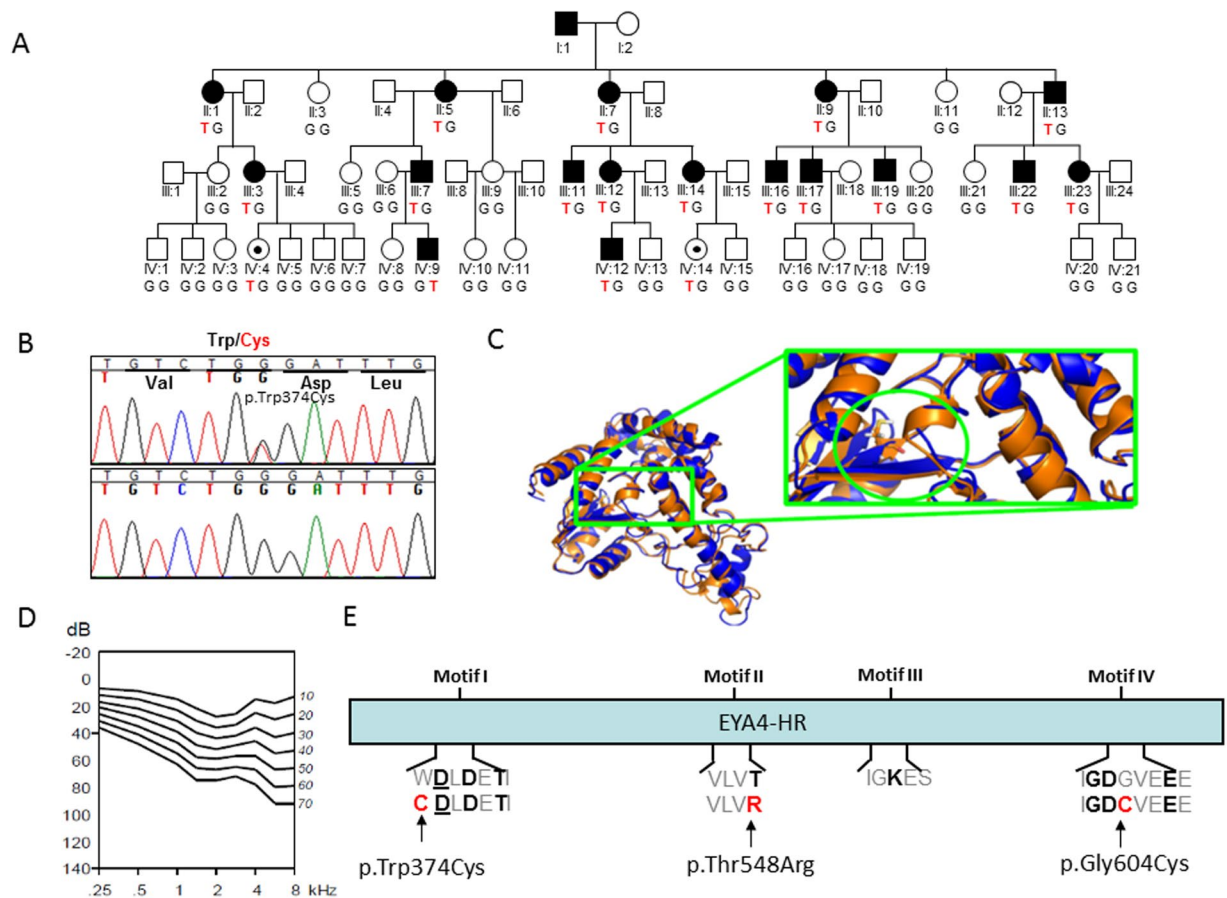 A
I:1 I:2
II:1 II:2 II:3 II:4 II:5 II:6 II:7 II:8 II:9 II:10 II:11 II:12 II:13
T G G G T G T G T G G G T G
III:1 III:2 III:3 III:4 III:5 III:6 III:7 III:8 III:9 III:10 III:11 III:12 III:13 III:14 III:15 III:16 III:17 III:18 III:19 III:20 III:21 III:22 III:23 III:24
G G T G G G G G T G G G T G T G T G T G T G T G G G G G T G T G
IV:1 IV:2 IV:3 IV:4 IV:5 IV:6 IV:7 IV:8 IV:9 IV:10 IV:11 IV:12 IV:13 IV:14 IV:15 IV:16 IV:17 IV:18 IV:19 IV:20 IV:21
G G G G G G T G G G G G G G G G G T G G G G T G G G T G G G G G G G G G G G G G G G
B
Trp/Cys
T G T C T G G G A T T T G
T Val T G G Asp Leu
p.Trp374Cys
T G T C T G G G A T T T G
T G T C T G G G A T T T G
C
D
dB
-20
0
20
40
60
80
100
120
140
10
20
30
40
50
60
70
.25 .5 1 2 4 8 kHz
E
Motif I Motif II Motif III Motif IV
EYA4-HR
WDLDETI VLVT IGKES IGDGVEEE
CDLDETI VLVR IGDCVEEE
p.Trp374Cys p.Thr548Arg p.Gly604Cys